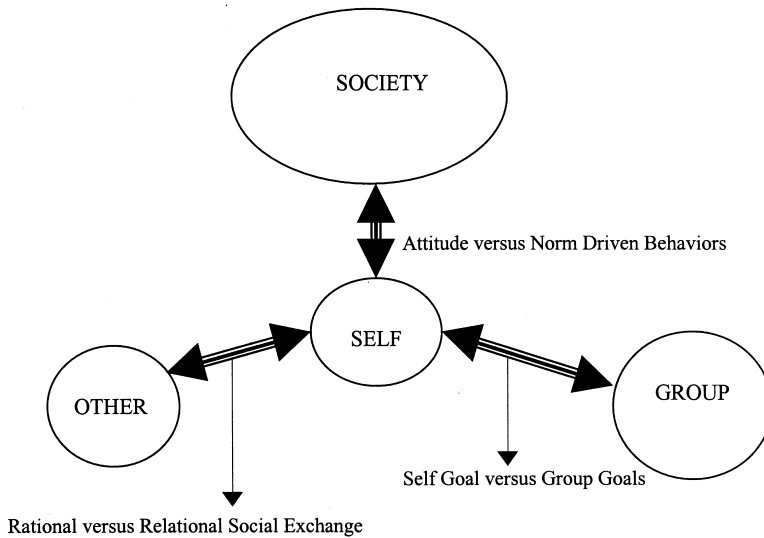 SOCIETY
Attitude versus Norm Driven Behaviors
SELF
OTHER
GROUP
Self Goal versus Group Goals
Rational versus Relational Social Exchange